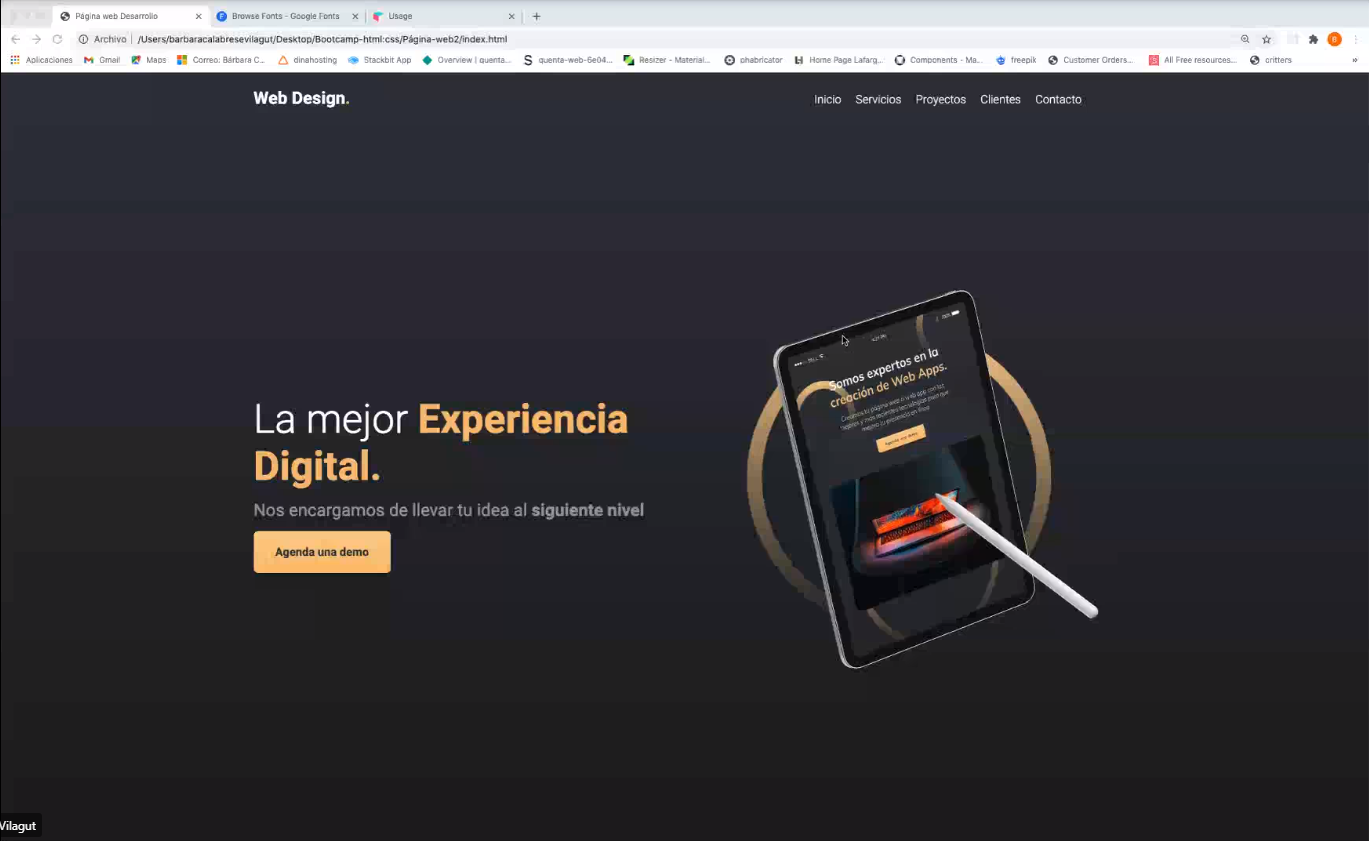 Página web Desarrollo
Browse Fonts - Google Fonts
Usage
Archivo
/Users/barbaracalabresevilagut/Desktop/Bootcamp-html:css/Página-web2/index.html
B
Aplicaciones
Gmail
Maps
Correo: Bárbara C...
dinahosting
Stackbit App
Overview | quenta...
quenta-web-6e04...
Resizer - Material...
phabricator
Home Page Lafarg...
Components - Ma...
freepik
Customer Orders...
All Free resources...
critters
»
Web Design.
Inicio Servicios Proyectos Clientes Contacto
Somos expertos en la
creación de Web Apps.
Agenda una demo
La mejor Experiencia
Digital.
Nos encargamos de llevar tu idea al siguiente nivel
Agenda una demo
Vilagut